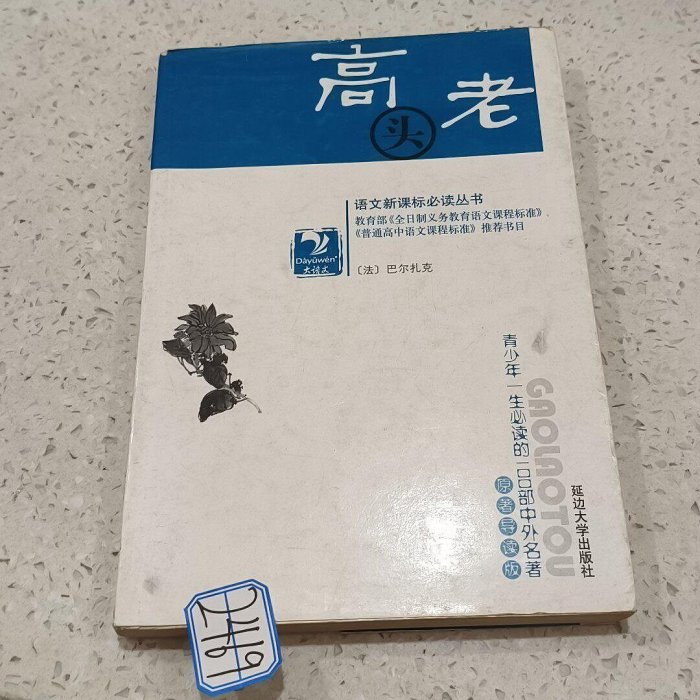 高老头
语文新课标必读丛书
教育部《全日制义务教育语文课程标准》、
《普通高中语文课程标准》推荐书目
Dàyǔwén
大语文
〔法〕巴尔扎克
青少年一生必读的一百部中外名著
原著导读版
GAOLAOTOU
延边大学出版社
2469